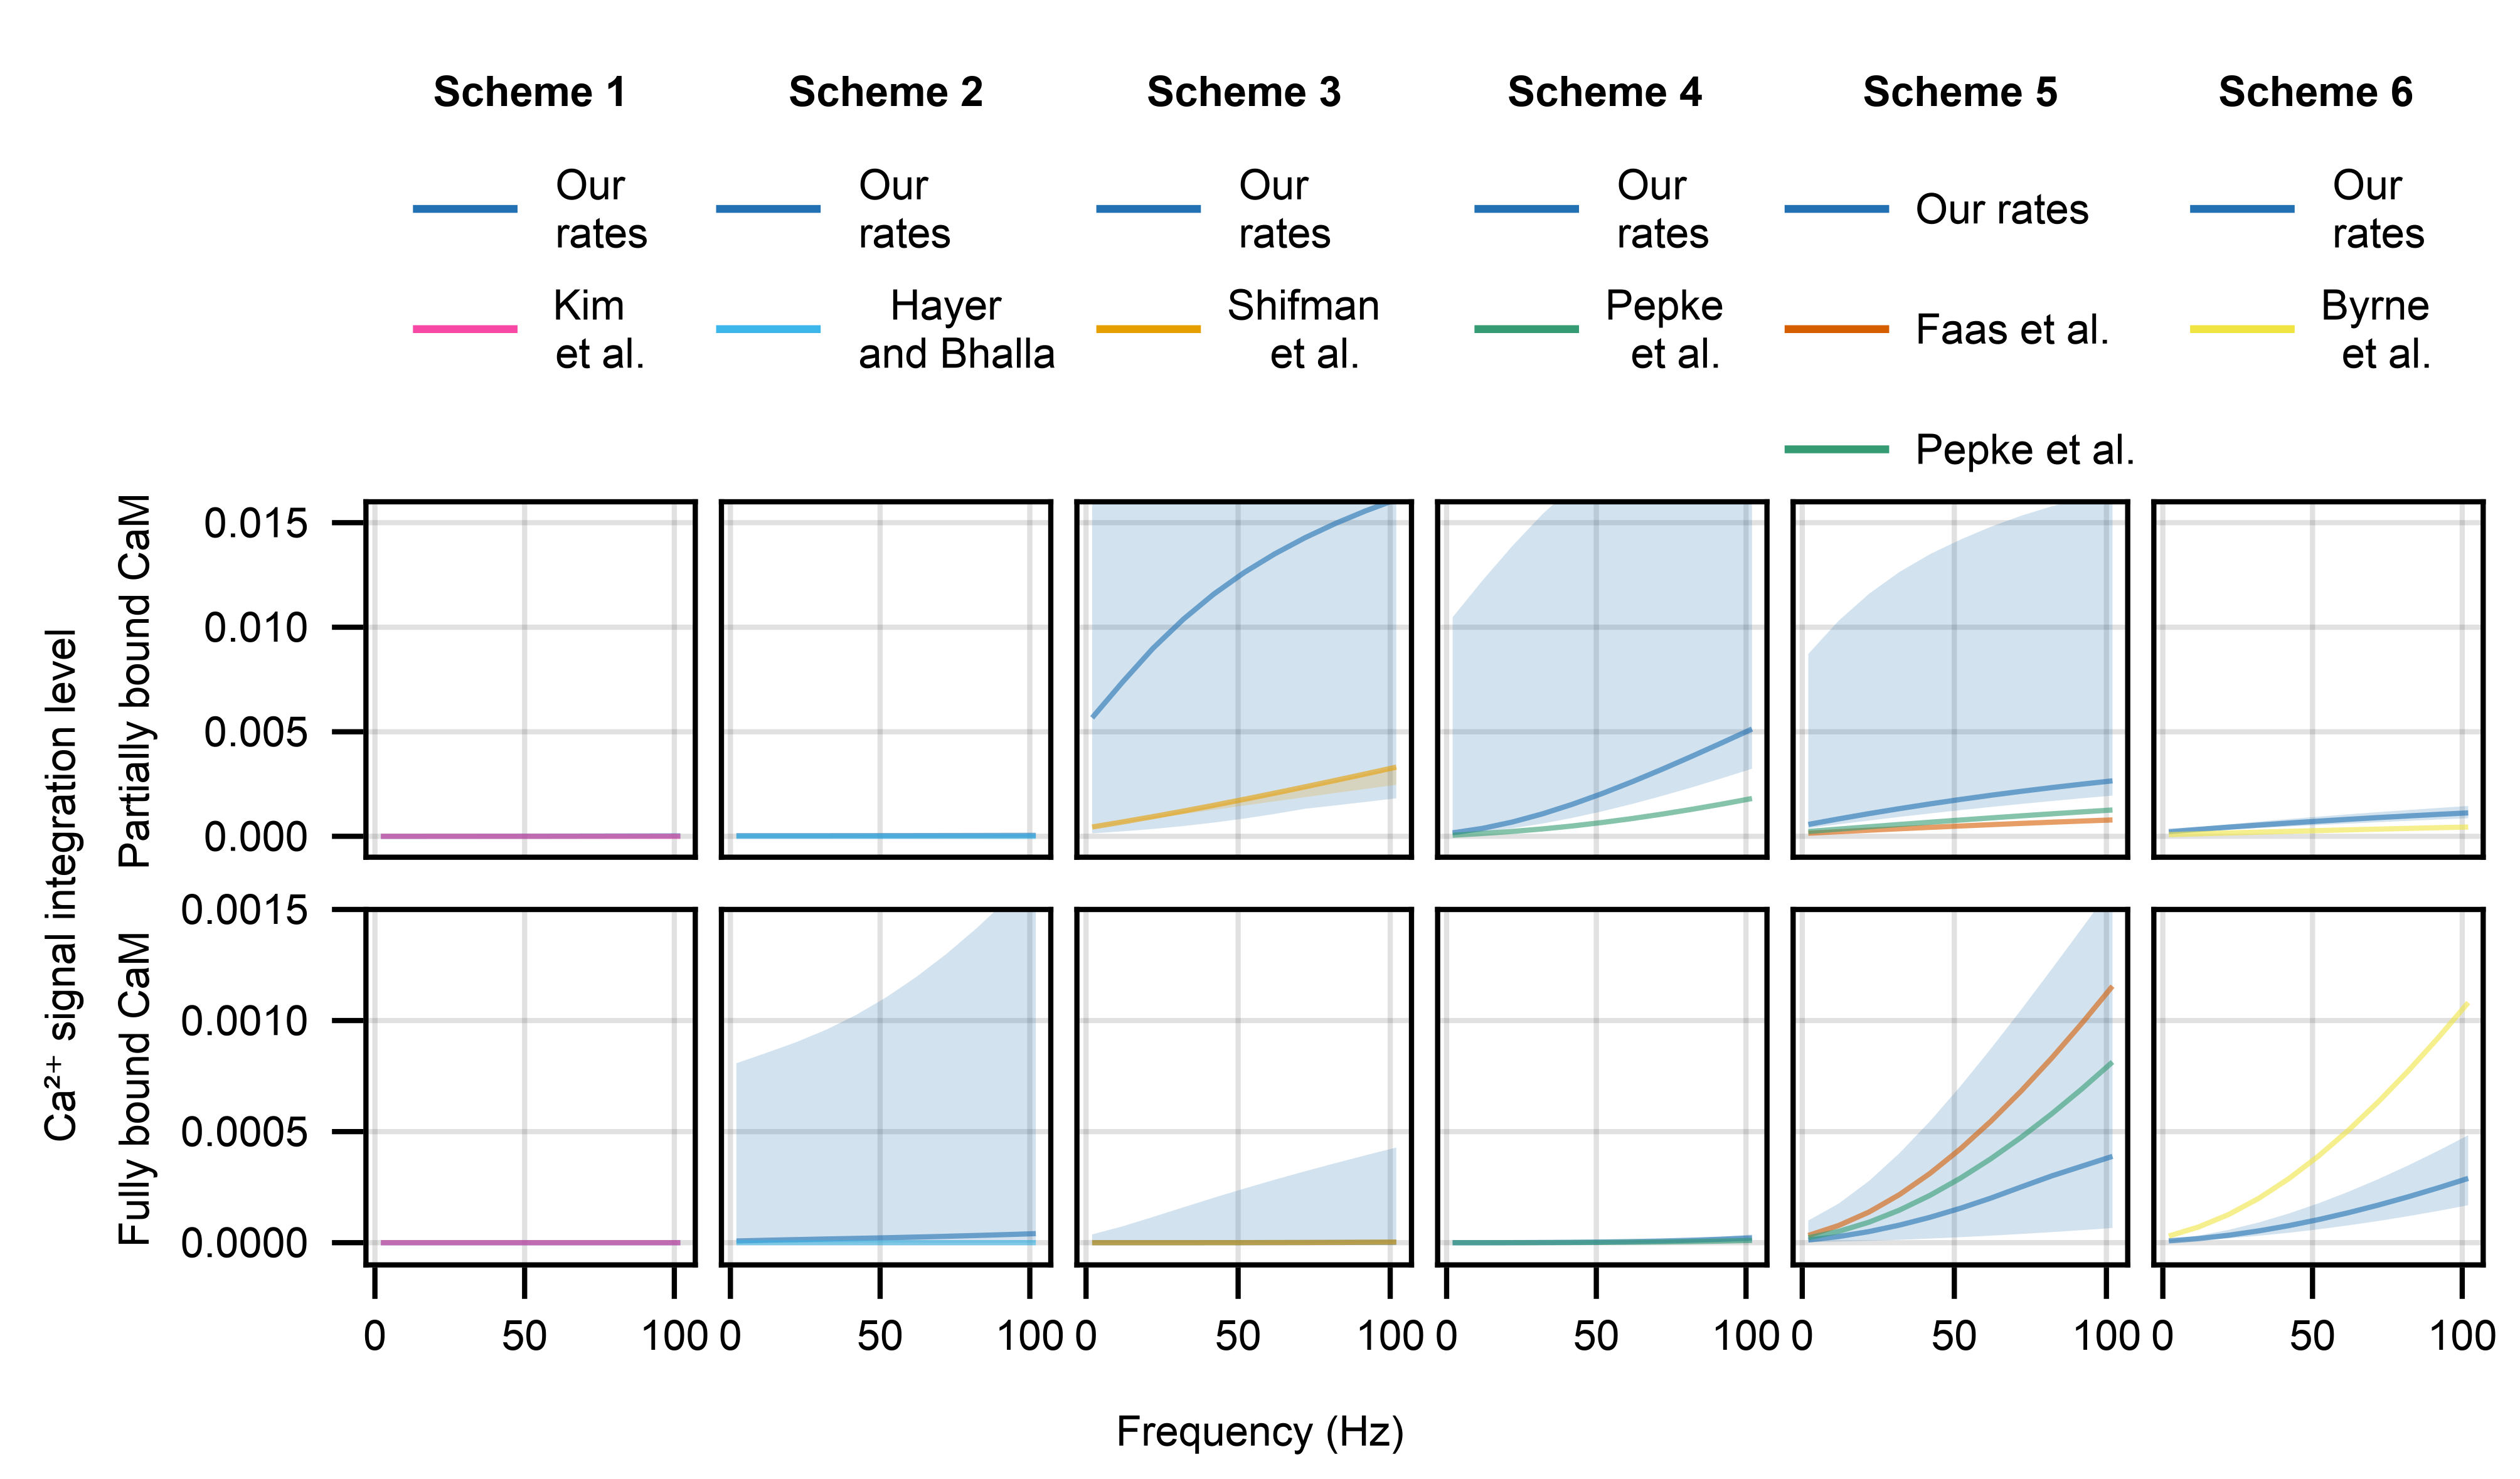 Scheme 1
Scheme 2
Scheme 3
Scheme 4
Scheme 5
Scheme 6
Our
rates
Kim
et al.
Our
rates
Hayer
and Bhalla
Our
rates
Shifman
et al.
Our
rates
Pepke
et al.
Our rates
Faas et al.
Pepke et al.
Our
rates
Byrne
et al.
Ca²⁺ signal integration level
Partially bound CaM
0.015
0.010
0.005
0.000
Fully bound CaM
0.0015
0.0010
0.0005
0.0000
0 50 100
0 50 100
0 50 100
0 50 100
0 50 100
0 50 100
Frequency (Hz)